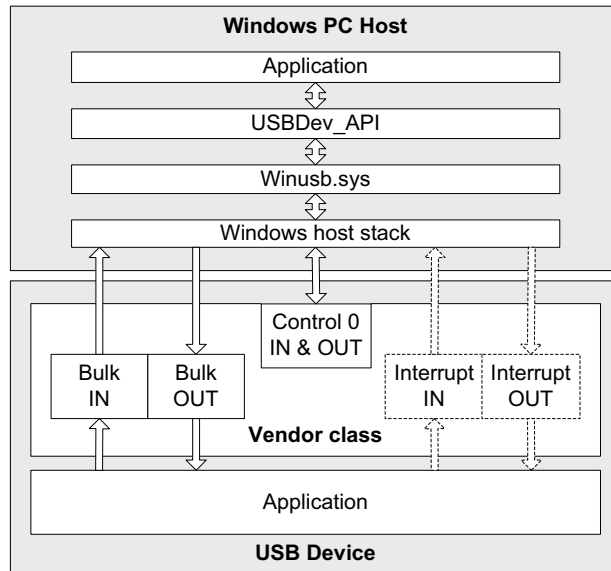 Windows PC Host
Application
USBDev_API
Winusb.sys
Windows host stack
Control 0
IN & OUT
Bulk
IN
Bulk
OUT
Interrupt
IN
Interrupt
OUT
Vendor class
Application
USB Device